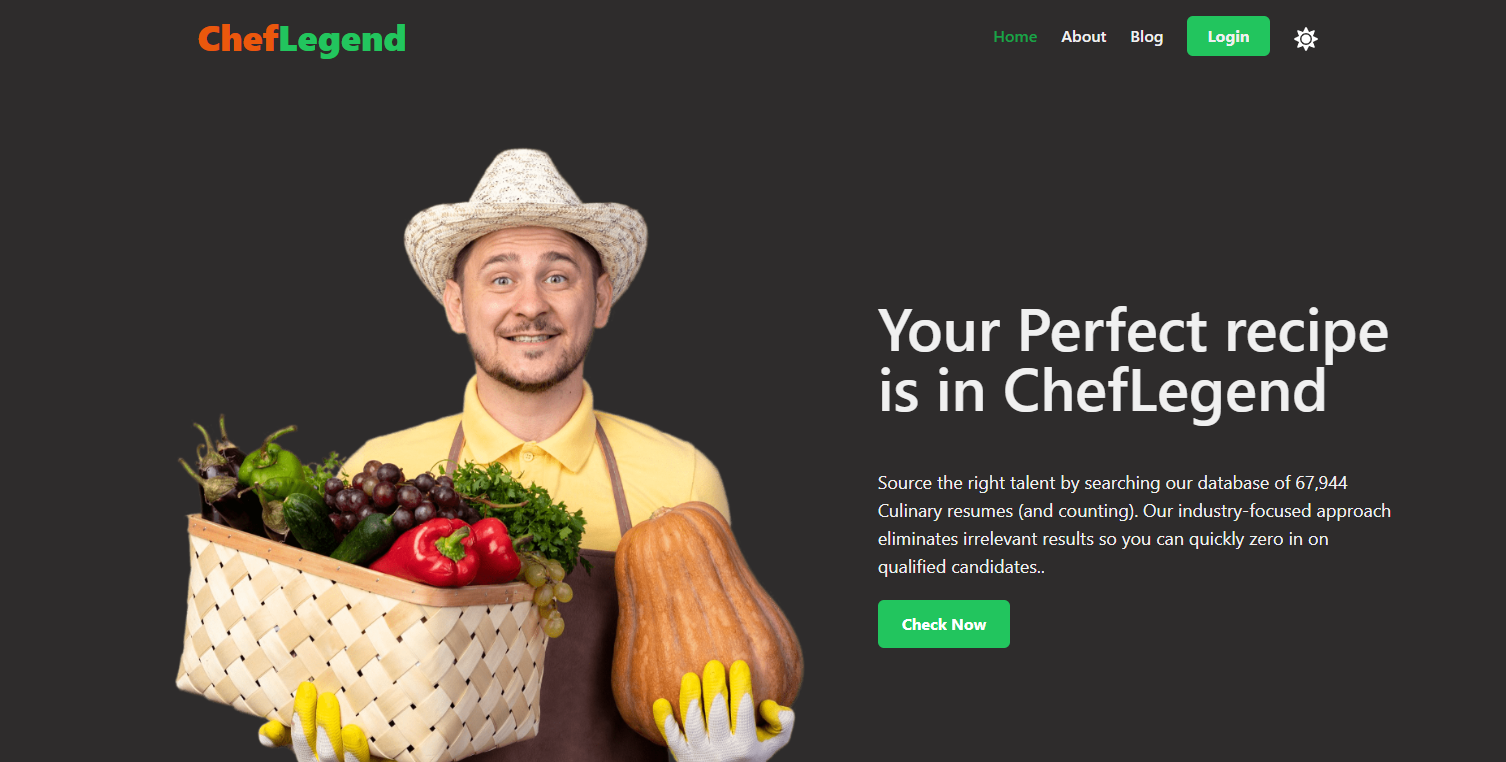 ChefLegend
Home About Blog Login
Your Perfect recipe
is in ChefLegend
Source the right talent by searching our database of 67,944
Culinary resumes (and counting). Our industry-focused approach
eliminates irrelevant results so you can quickly zero in on
qualified candidates..
Check Now